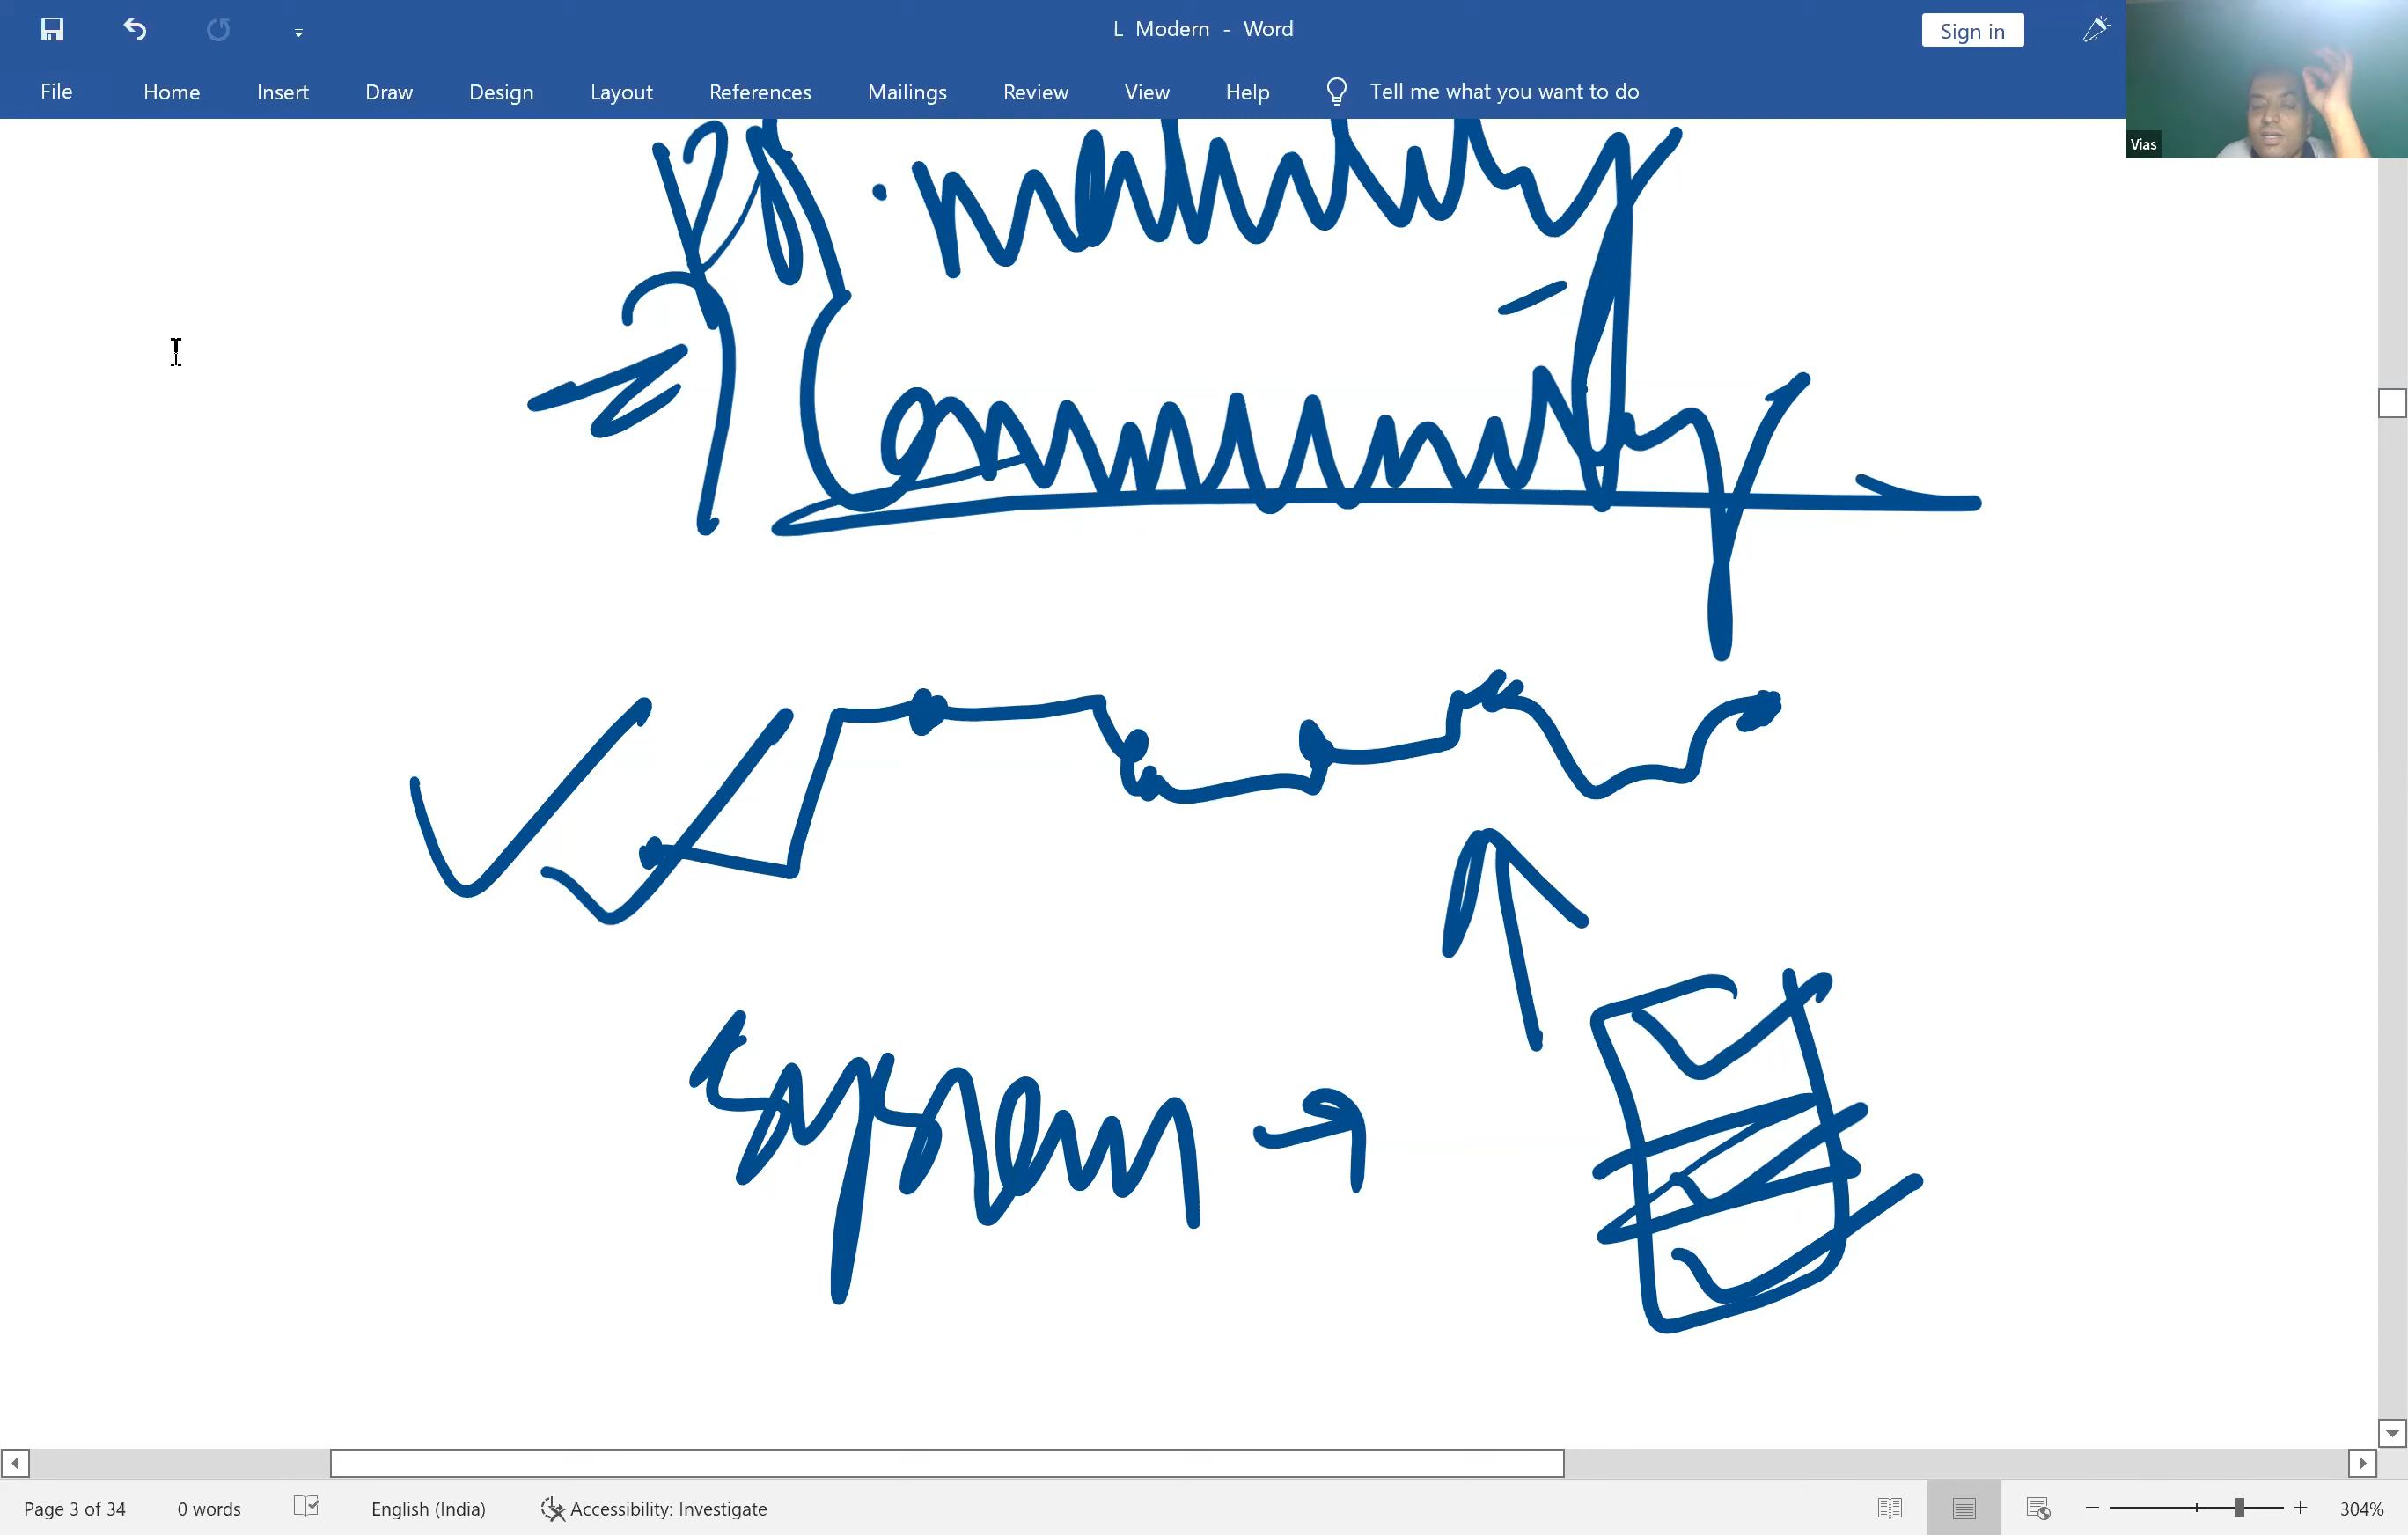 L Modern - Word
Sign in
File Home Insert Draw Design Layout References Mailings Review View Help Tell me what you want to do
Vias
Community
System →
Page 3 of 34 0 words English (India) Accessibility: Investigate 304%